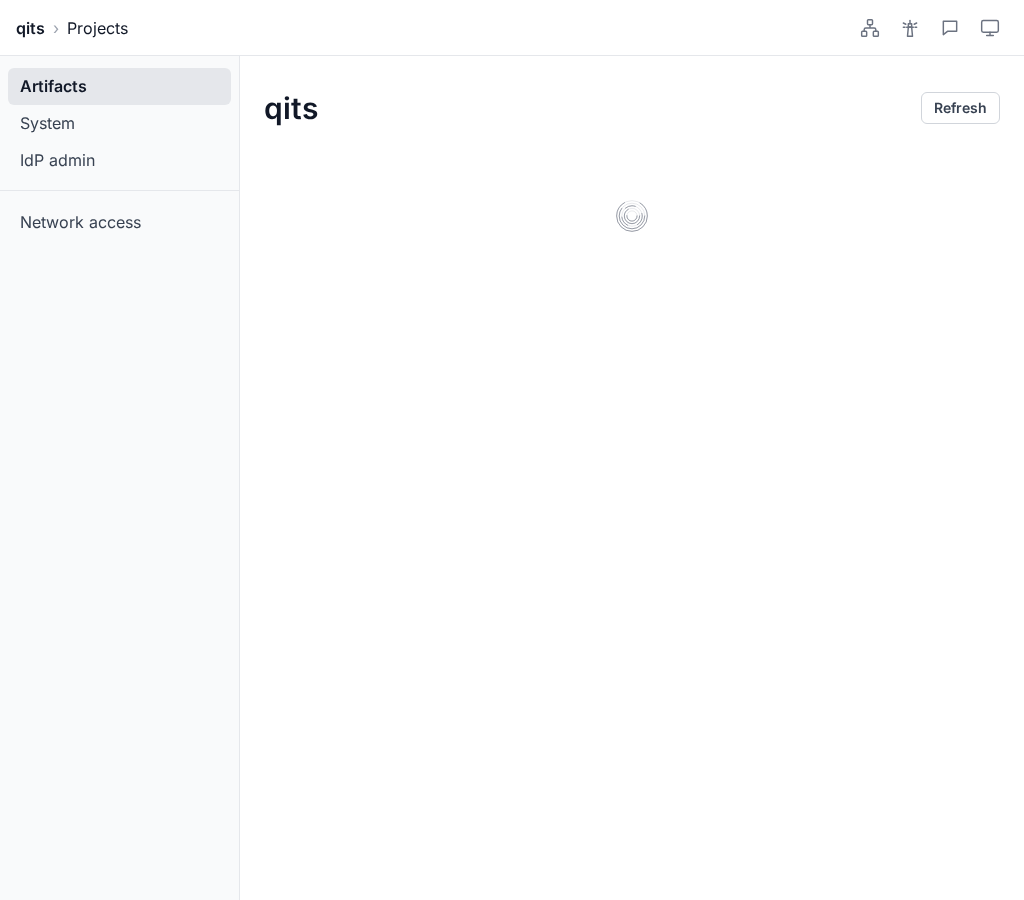 qits › Projects
Artifacts
System
IdP admin
Network access
qits
Refresh